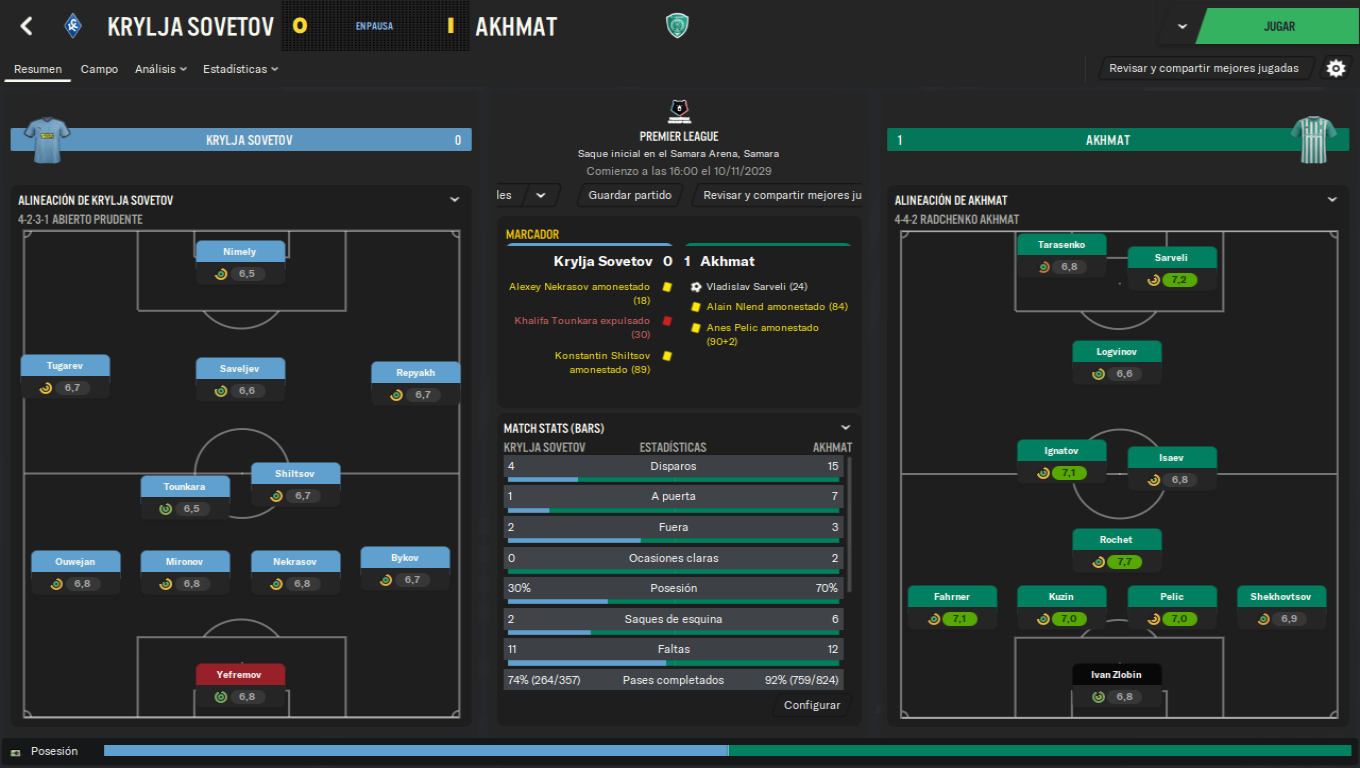 KRYLJA SOVETOV 0 EN PAUSA 1 AKHMAT
JUGAR
Resumen Campo Análisis Estadísticas
Revisar y compartir mejores jugadas
KRYLJA SOVETOV 0
ALINEACIÓN DE KRYLJA SOVETOV
4-2-3-1 ABIERTO PRUDENTE
Nimely
6,5
Tugarev
6,7
Saveljev
6,6
Repyakh
6,7
Tounkara
6,5
Shiltsov
6,7
Ouwejan
6,8
Mironov
6,8
Nekrasov
6,8
Bykov
6,7
Yefremov
6,8
PREMIER LEAGUE
Saque inicial en el Samara Arena, Samara
Comienzo a las 16:00 el 10/11/2029
les Guardar partido Revisar y compartir mejores ju
MARCADOR
Krylja Sovetov 0 1 Akhmat
Alexey Nekrasov amonestado
(18)
Khalifa Tounkara expulsado
(30)
Konstantin Shiltsov
amonestado (89)
Vladislav Sarveli (24)
Alain Nlend amonestado (84)
Anes Pelic amonestado
(90+2)
MATCH STATS (BARS)
KRYLJA SOVETOV ESTADÍSTICAS AKHMAT
4 Disparos 15
1 A puerta 7
2 Fuera 3
0 Ocasiones claras 2
30% Posesión 70%
2 Saques de esquina 6
11 Faltas 12
74% (264/357) Pases completados 92% (759/824)
Configurar
1 AKHMAT
ALINEACIÓN DE AKHMAT
4-4-2 RADCHENKO AKHMAT
Tarasenko
6,8
Sarveli
7,2
Logvinov
6,6
Ignatov
7,1
Isaev
6,8
Rochet
7,7
Fahrner
7,1
Kuzin
7,0
Pelic
7,0
Shekhovtsov
6,9
Ivan Zlobin
6,8
Posesión